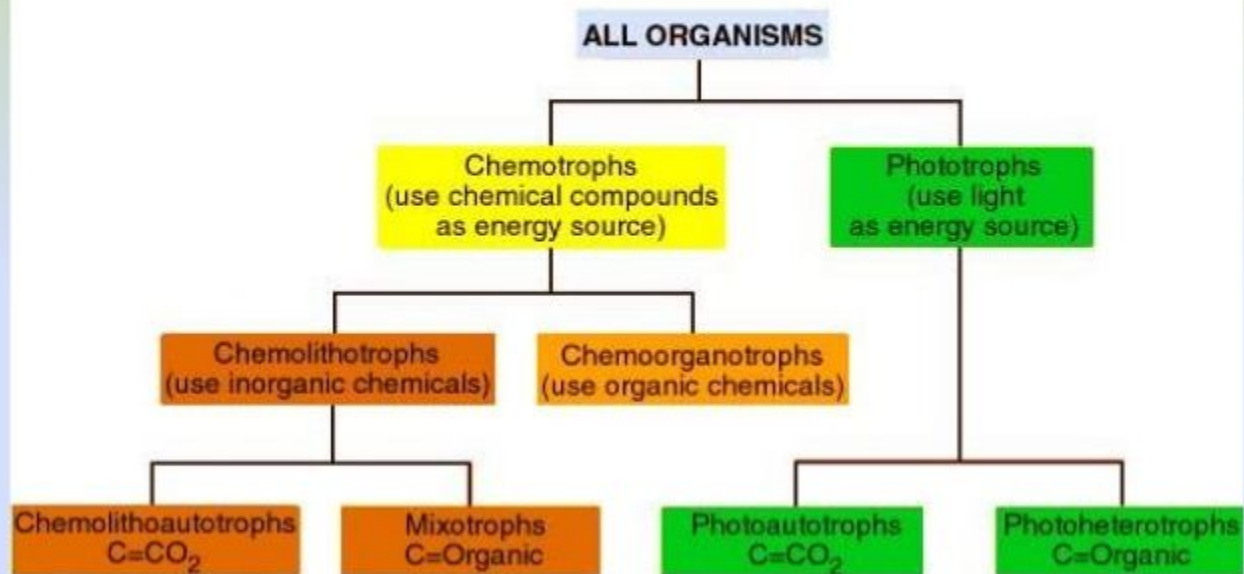 ALL ORGANISMS
Chemotrophs
(use chemical compounds
as energy source)
Phototrophs
(use light
as energy source)
Chemolithotrophs
(use inorganic chemicals)
Chemoorganotrophs
(use organic chemicals)
Chemolithoautotrophs
C=CO₂
Mixotrophs
C=Organic
Photoautotrophs
C=CO₂
Photoheterotrophs
C=Organic